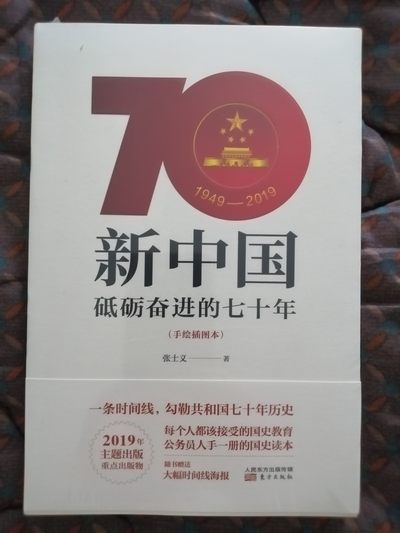 70
1949—2019
新中国
砥砺奋进的七十年
(手绘插图本)
张士义——著
一条时间线，勾勒共和国七十年历史
2019年
主题出版
重点出版物
每个人都该接受的国史教育
公务员人手一册的国史读本
随书赠送
大幅时间线海报
人民东方出版传媒
东方出版社